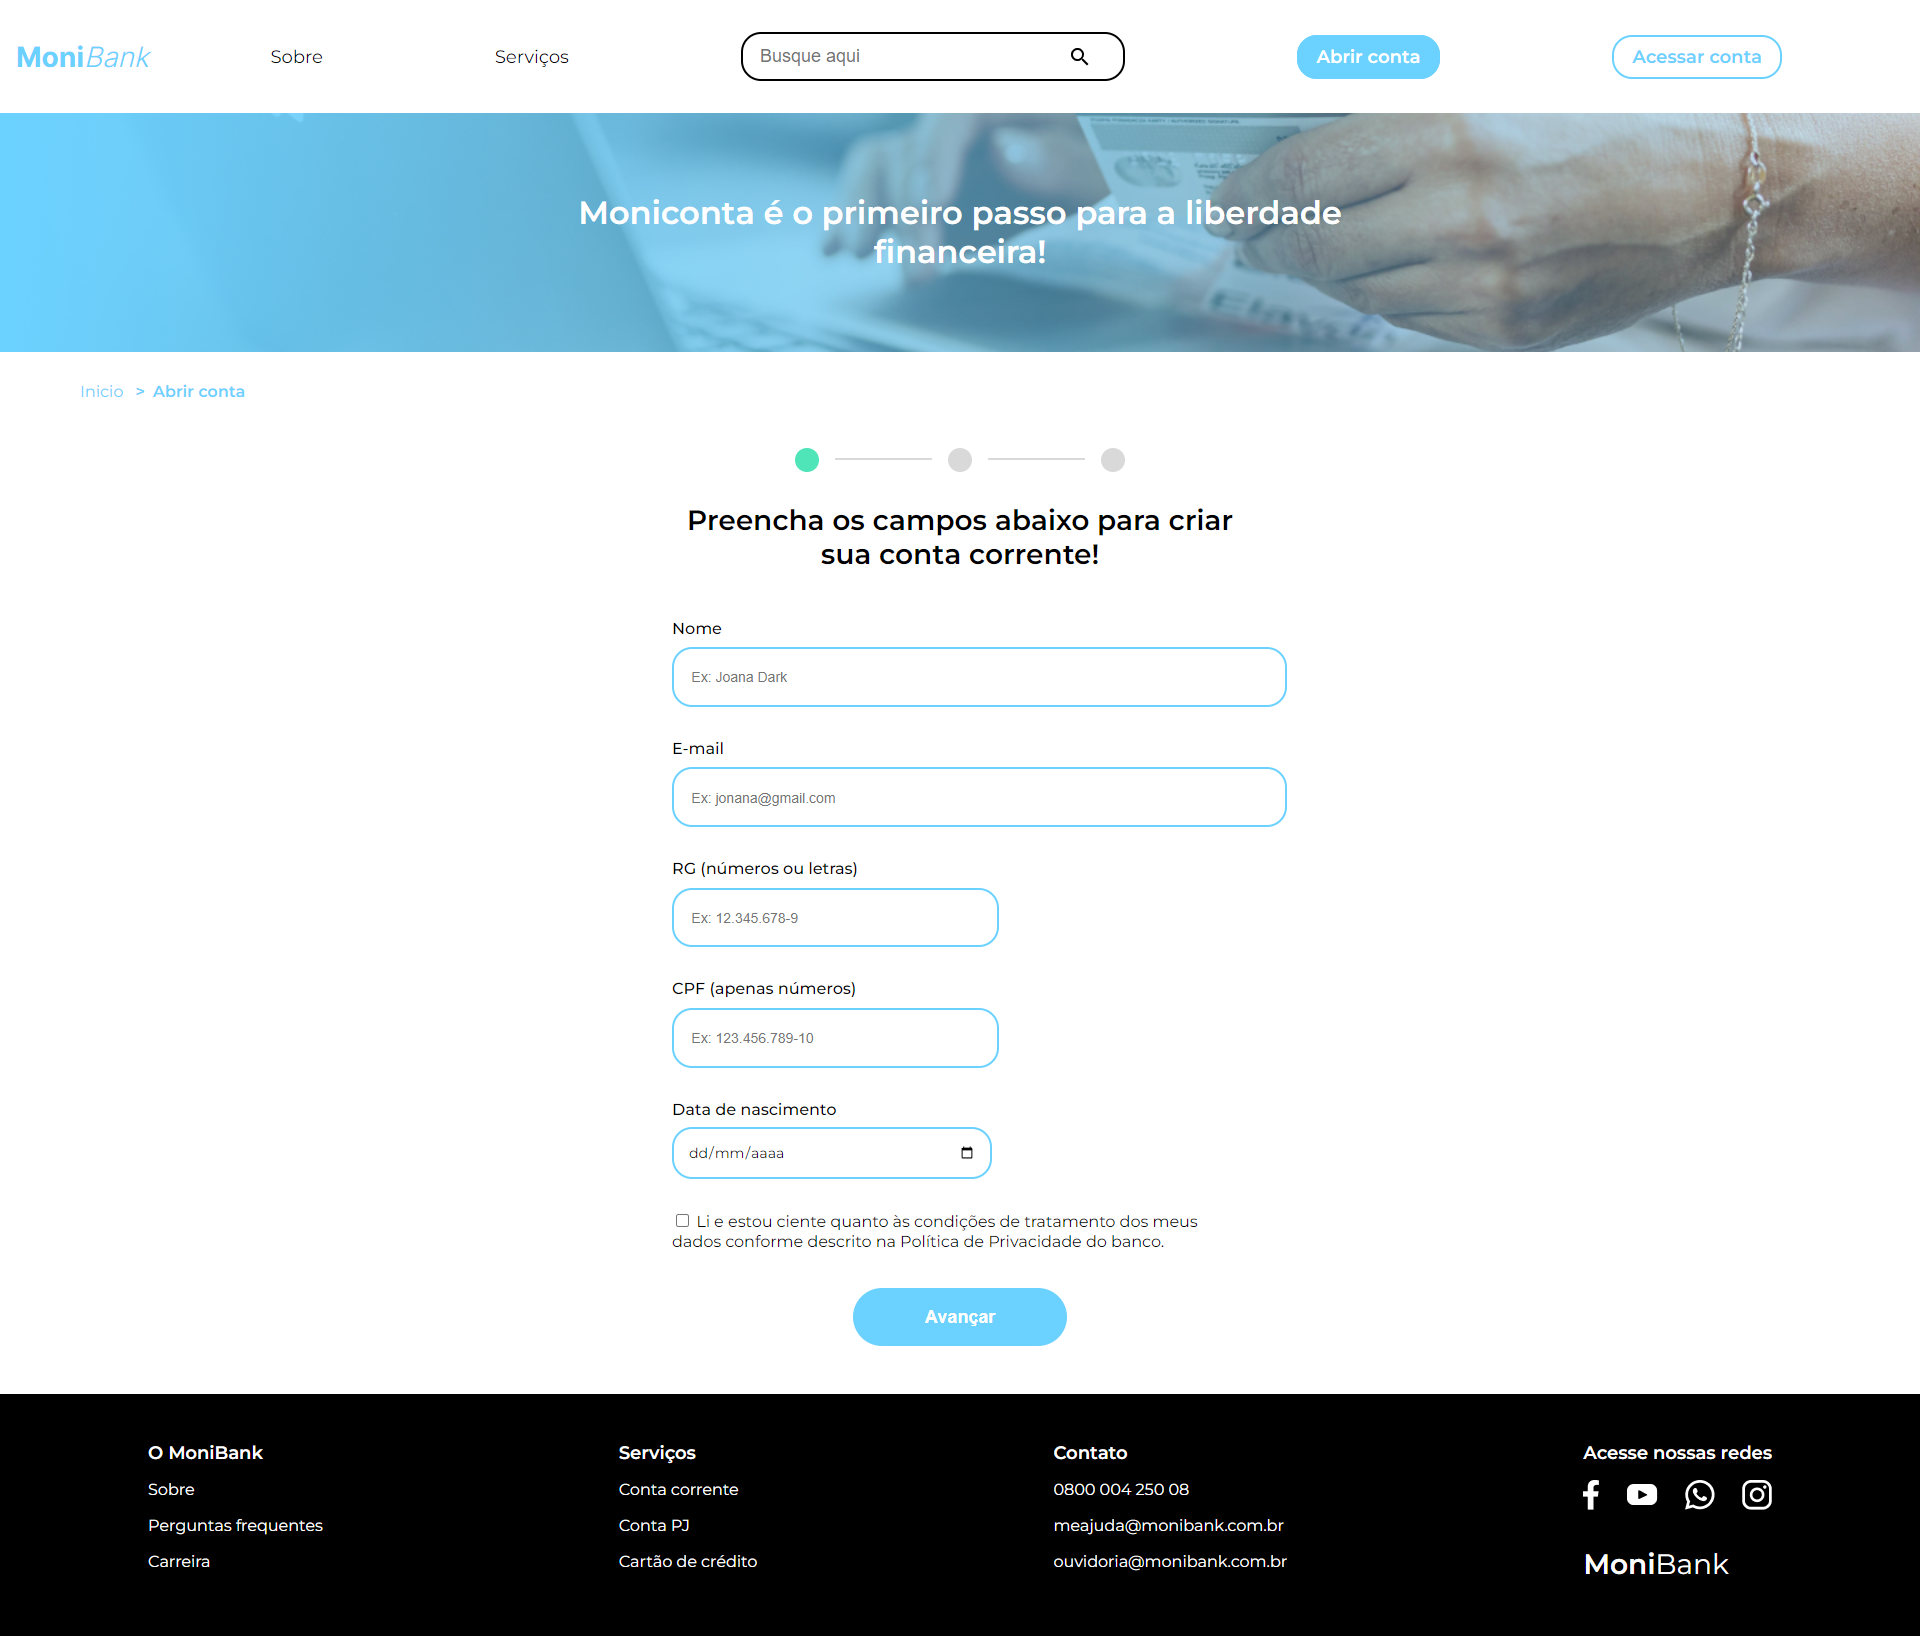 MoniBank
Sobre
Serviços
Busque aqui
Abrir conta
Acessar conta
Moniconta é o primeiro passo para a liberdade
financeira!
Inicio > Abrir conta
Preencha os campos abaixo para criar
sua conta corrente!
Nome
Ex: Joana Dark
E-mail
Ex: jonana@gmail.com
RG (números ou letras)
Ex: 12.345.678-9
CPF (apenas números)
Ex: 123.456.789-10
Data de nascimento
dd/mm/aaaa
Li e estou ciente quanto às condições de tratamento dos meus
dados conforme descrito na Política de Privacidade do banco.
Avançar
O MoniBank
Sobre
Perguntas frequentes
Carreira
Serviços
Conta corrente
Conta PJ
Cartão de crédito
Contato
0800 004 250 08
meajuda@monibank.com.br
ouvidoria@monibank.com.br
Acesse nossas redes
MoniBank